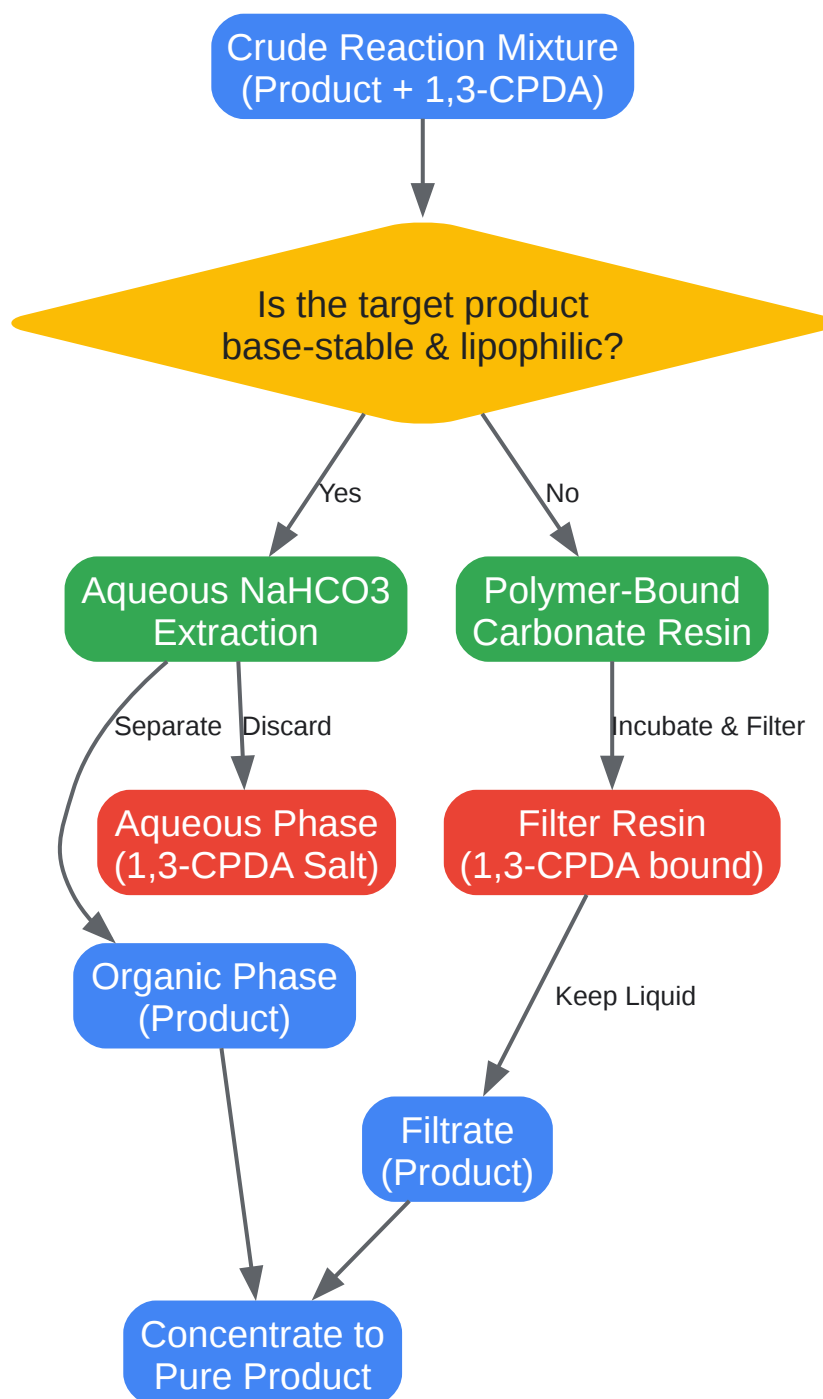 Crude Reaction Mixture
(Product + 1,3-CPDA)
Is the target product
base-stable & lipophilic?
Yes
No
Aqueous NaHCO3
Extraction
Polymer-Bound
Carbonate Resin
Separate
Discard
Incubate & Filter
Aqueous Phase
(1,3-CPDA Salt)
Filter Resin
(1,3-CPDA bound)
Organic Phase
(Product)
Keep Liquid
Filtrate
(Product)
Concentrate to
Pure Product